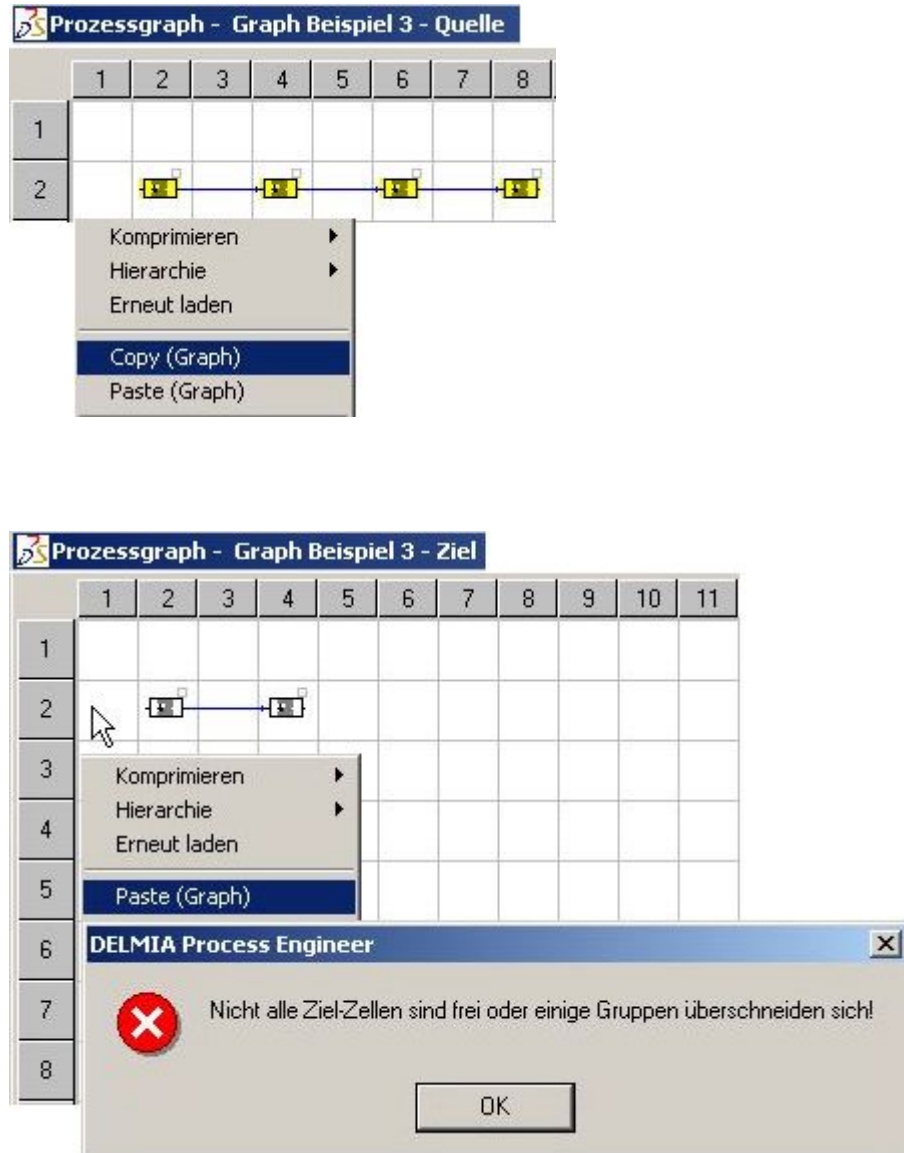 Prozessgraph - Graph Beispiel 3 - Quelle
1 2 3 4 5 6 7 8
1
2
Komprimieren
Hierarchie
Erneut laden
Copy (Graph)
Paste (Graph)
Prozessgraph - Graph Beispiel 3 - Ziel
1 2 3 4 5 6 7 8 9 10 11
1
2
3
Komprimieren
Hierarchie
4
Erneut laden
5
Paste (Graph)
6
DELMIA Process Engineer
7
Nicht alle Ziel-Zellen sind frei oder einige Gruppen überschneiden sich!
8
OK